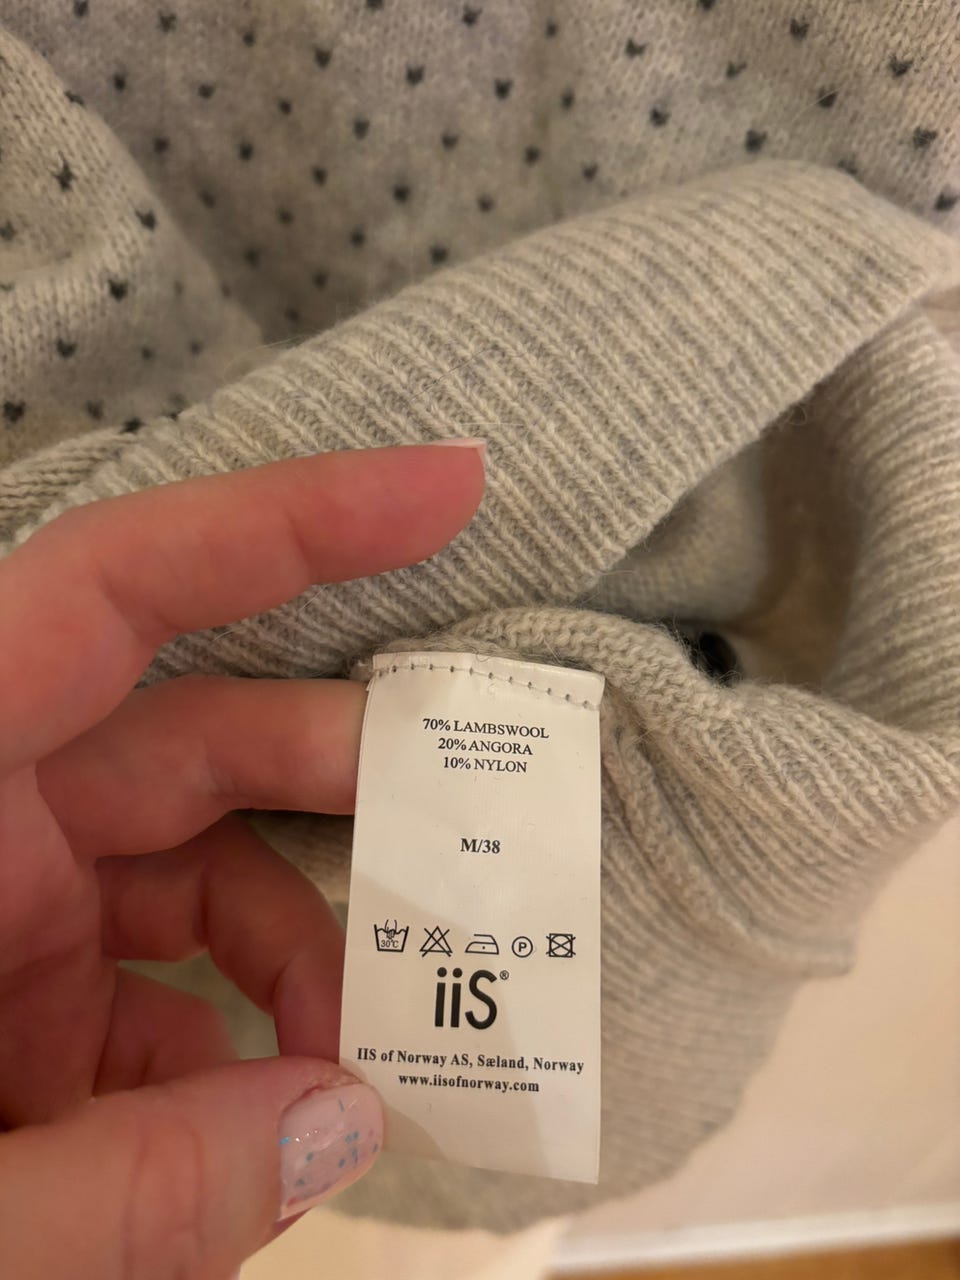 70% LAMBSWOOL
20% ANGORA
10% NYLON
M/38
30°C P
iiS®
IIS of Norway AS, Sæland, Norway
www.iisofnorway.com